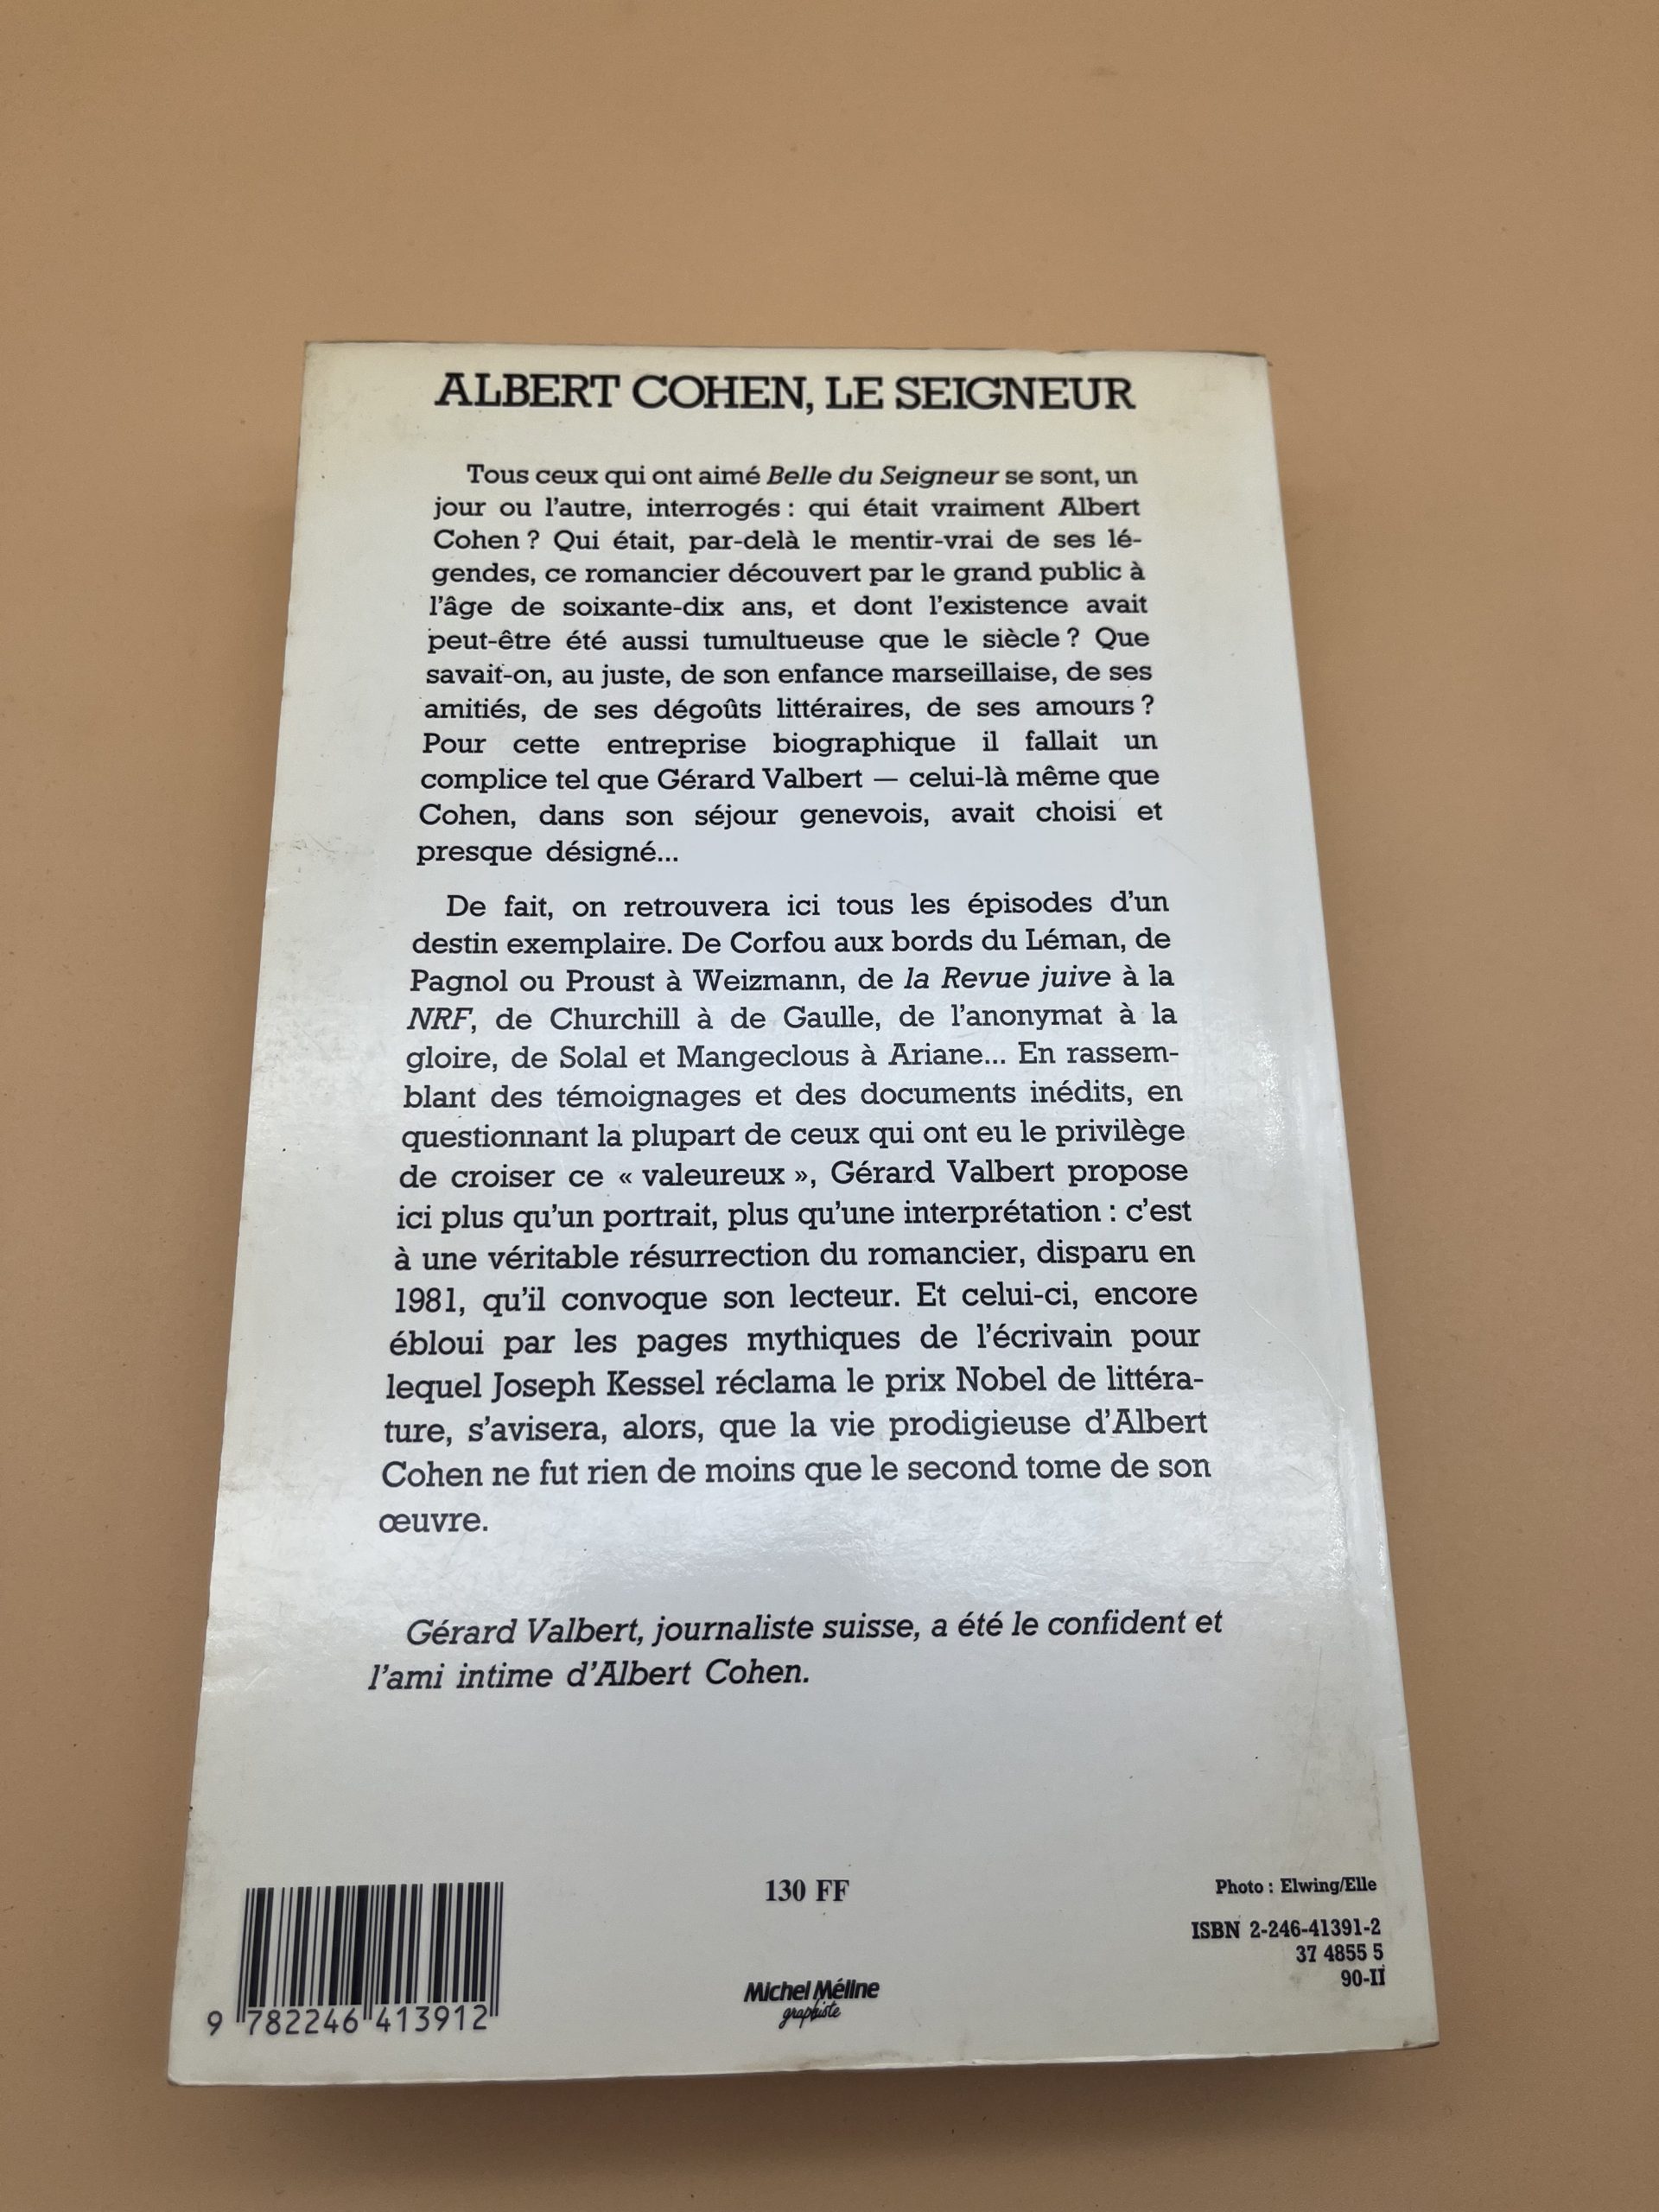 ALBERT COHEN, LE SEIGNEUR
Tous ceux qui ont aimé Belle du Seigneur se sont, un
jour ou l'autre, interrogés : qui était vraiment Albert
Cohen ? Qui était, par-delà le mentir-vrai de ses lé-
gendes, ce romancier découvert par le grand public à
l'âge de soixante-dix ans, et dont l'existence avait
peut-être été aussi tumultueuse que le siècle ? Que
savait-on, au juste, de son enfance marseillaise, de ses
amitiés, de ses dégoûts littéraires, de ses amours ?
Pour cette entreprise biographique il fallait un
complice tel que Gérard Valbert — celui-là même que
Cohen, dans son séjour genevois, avait choisi et
presque désigné...
De fait, on retrouvera ici tous les épisodes d'un
destin exemplaire. De Corfou aux bords du Léman, de
Pagnol ou Proust à Weizmann, de la Revue juive à la
NRF, de Churchill à de Gaulle, de l'anonymat à la
gloire, de Solal et Mangeclous à Ariane... En rassem-
blant des témoignages et des documents inédits, en
questionnant la plupart de ceux qui ont eu le privilège
de croiser ce « valeureux », Gérard Valbert propose
ici plus qu'un portrait, plus qu'une interprétation : c'est
à une véritable résurrection du romancier, disparu en
1981, qu'il convoque son lecteur. Et celui-ci, encore
ébloui par les pages mythiques de l'écrivain pour
lequel Joseph Kessel réclama le prix Nobel de littéra-
ture, s'avisera, alors, que la vie prodigieuse d'Albert
Cohen ne fut rien de moins que le second tome de son
œuvre.
Gérard Valbert, journaliste suisse, a été le confident et
l'ami intime d'Albert Cohen.
9 782246 413912
130 FF
Michel Méline
graphiste
Photo : Elwing/Elle
ISBN 2-246-41391-2
37 4855 5
90-II